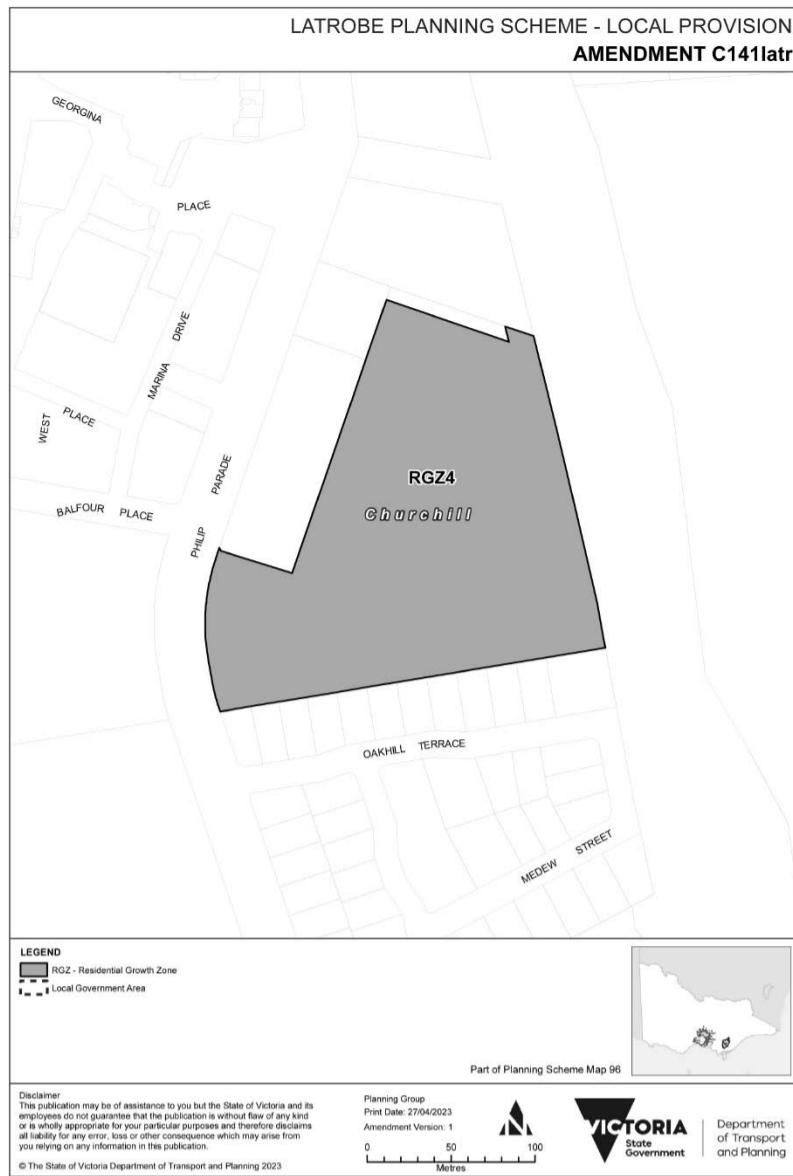 LATROBE PLANNING SCHEME - LOCAL PROVISION
AMENDMENT C141latr
GEORGINA
PLACE
MARINA DRIVE
WEST PLACE
BALFOUR PLACE
PHILIP PARADE
RGZ4
Churchill
OAKHILL TERRACE
MEDEW STREET
LEGEND
RGZ - Residential Growth Zone
Local Government Area
Part of Planning Scheme Map 96
Disclaimer
This publication may be of assistance to you but the State of Victoria and its
employees do not guarantee that the publication is without flaw of any kind
or is wholly appropriate for your particular purposes and therefore disclaims
all liability for any error, loss or other consequence which may arise from
you relying on any information in this publication.
© The State of Victoria Department of Transport and Planning 2023
Planning Group
Print Date: 27/04/2023
Amendment Version: 1
N
0 50 100
Metres
VICTORIA
State
Government
Department
of Transport
and Planning